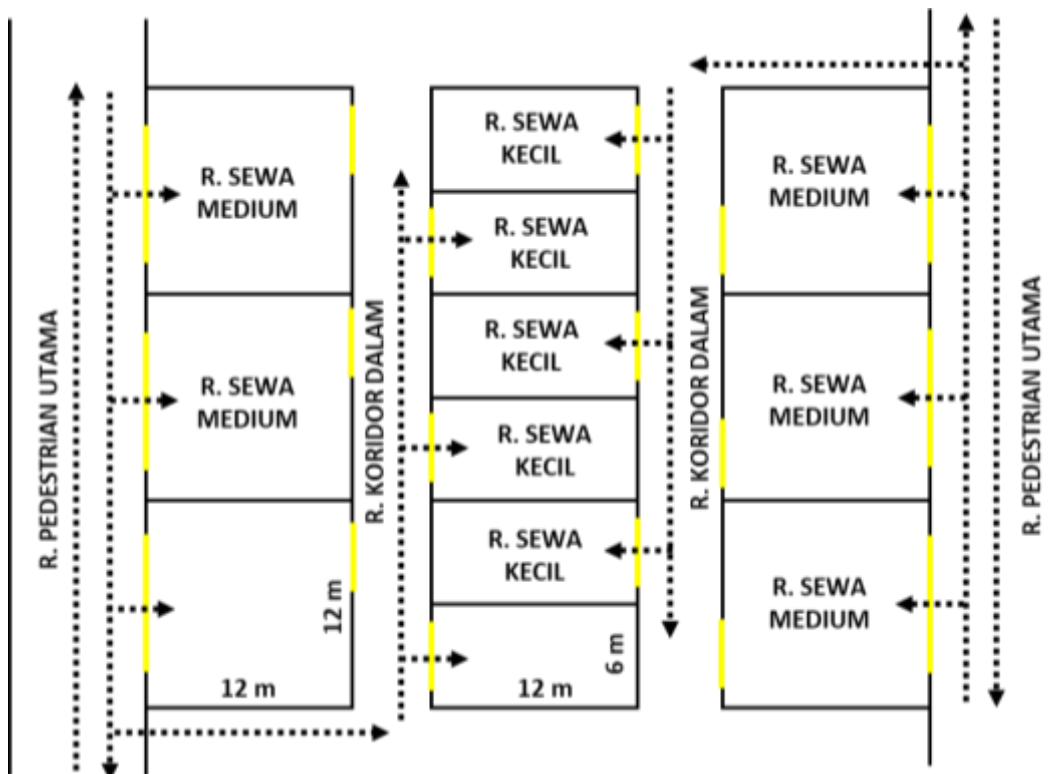 R. PEDESTRIAN UTAMA
R. SEWA
MEDIUM
R. SEWA
MEDIUM
12 m
12 m
R. KORIDOR DALAM
R. SEWA
KECIL
R. SEWA
KECIL
R. SEWA
KECIL
R. SEWA
KECIL
R. SEWA
KECIL
6 m
12 m
R. KORIDOR DALAM
R. SEWA
MEDIUM
R. SEWA
MEDIUM
R. SEWA
MEDIUM
R. PEDESTRIAN UTAMA